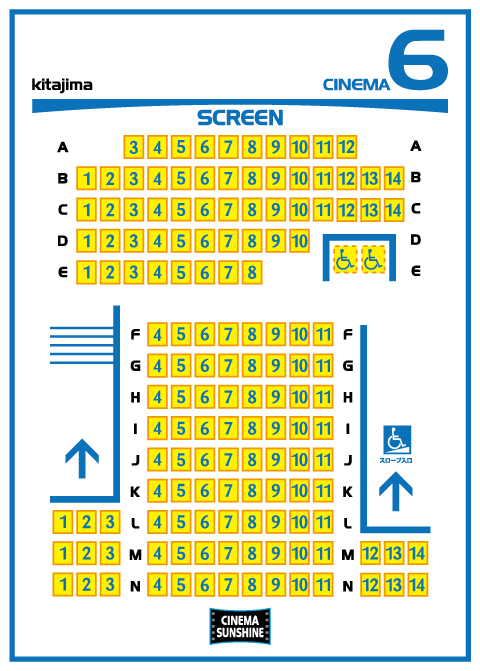 6
kitajima CINEMA
SCREEN
A 3 4 5 6 7 8 9 10 11 12 A
B 1 2 3 4 5 6 7 8 9 10 11 12 13 14 B
C 1 2 3 4 5 6 7 8 9 10 11 12 13 14 C
D 1 2 3 4 5 6 7 8 9 10 D
E 1 2 3 4 5 6 7 8 E
F 4 5 6 7 8 9 10 11 F
G 4 5 6 7 8 9 10 11 G
H 4 5 6 7 8 9 10 11 H
I 4 5 6 7 8 9 10 11 I
J 4 5 6 7 8 9 10 11 J
スロープ入口
K 4 5 6 7 8 9 10 11 K
1 2 3 L 4 5 6 7 8 9 10 11 L
1 2 3 M 4 5 6 7 8 9 10 11 M 12 13 14
1 2 3 N 4 5 6 7 8 9 10 11 N 12 13 14
CINEMA
SUNSHINE